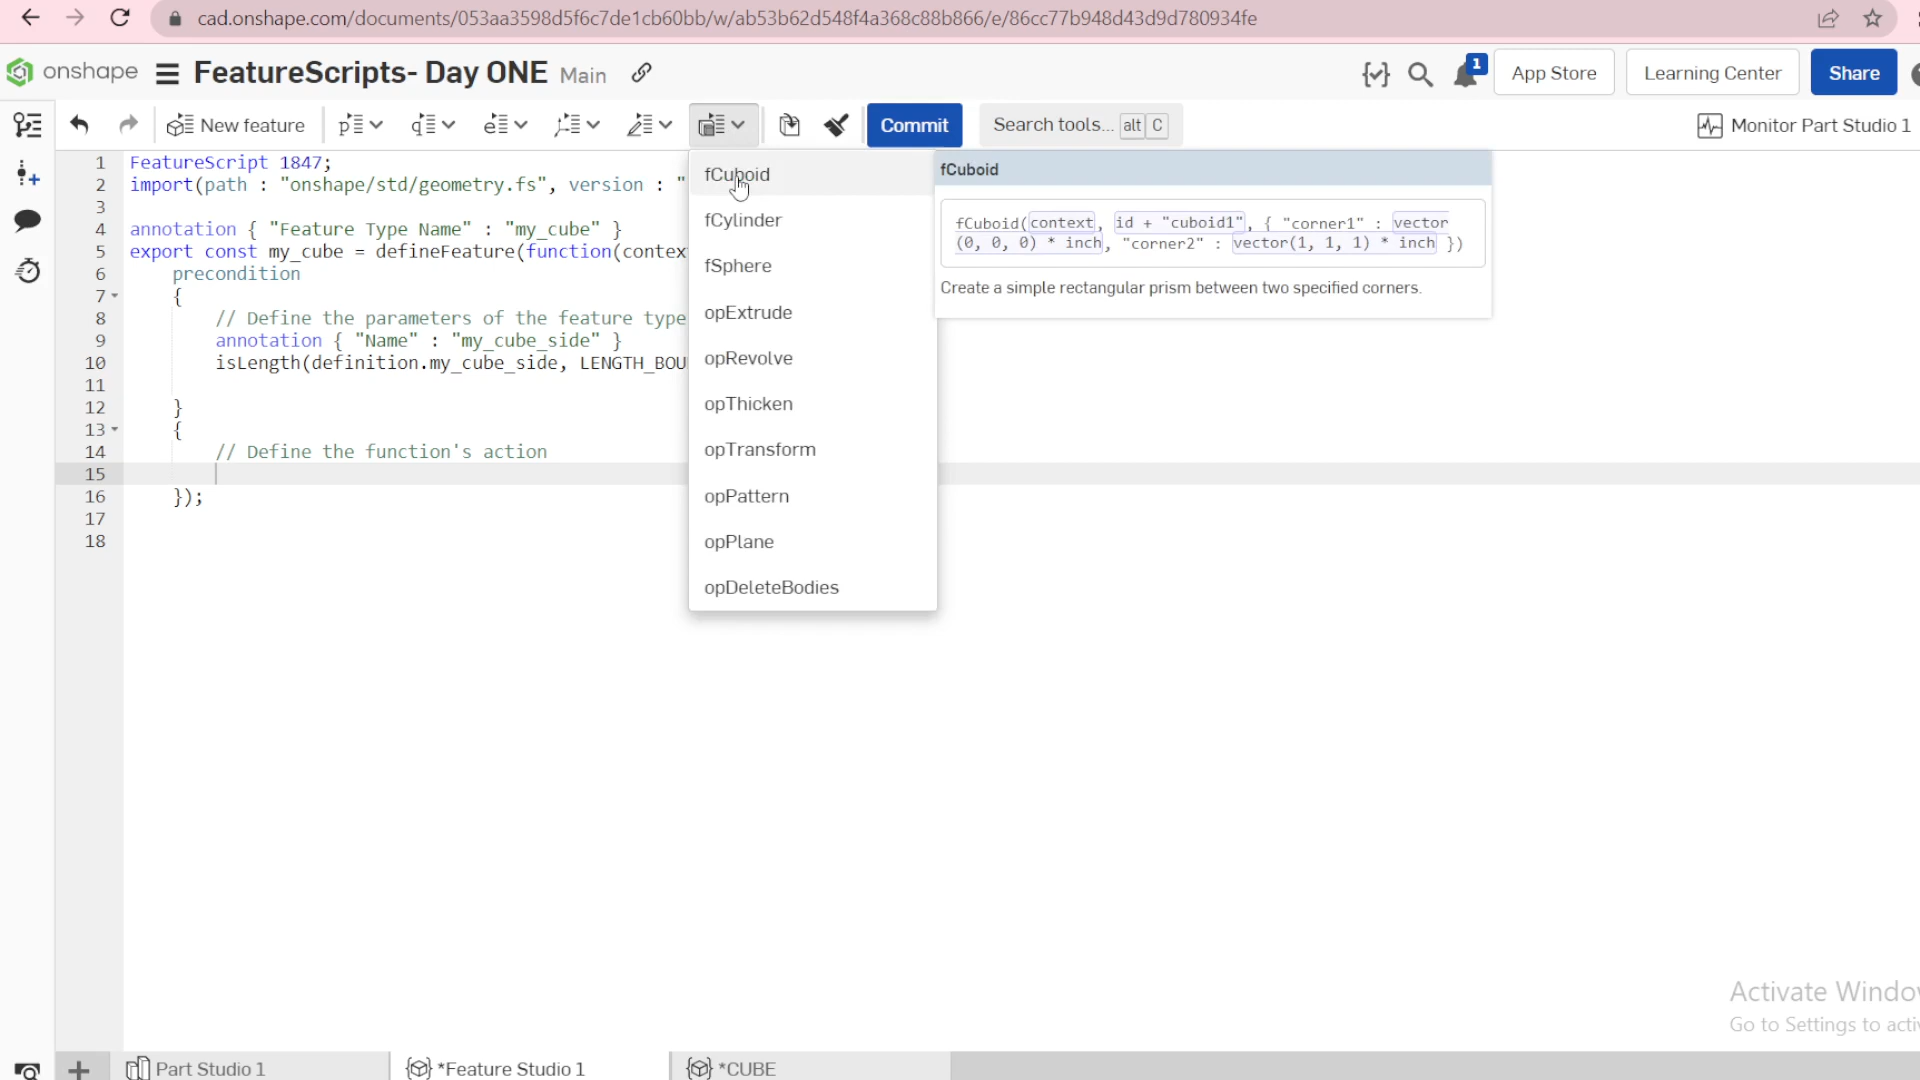 cad.onshape.com/documents/053aa3598d5f6c7de1cb60bb/w/ab53b62d548f4a368c88b866/e/86cc77b948d43d9d780934fe
onshape FeatureScripts- Day ONE Main 1 App Store Learning Center Share
New feature Commit Search tools... alt C Monitor Part Studio 1
1 FeatureScript 1847;
2 import(path : "onshape/std/geometry.fs", version : "
3
4 annotation { "Feature Type Name" : "my_cube" }
5 export const my_cube = defineFeature(function(contex
6 precondition
7 {
8 // Define the parameters of the feature type
9 annotation { "Name" : "my_cube_side" }
10 isLength(definition.my_cube_side, LENGTH_BOU
11
12 }
13 {
14 // Define the function's action
15
16 });
17
18
fCuboid
fCylinder
fSphere
opExtrude
opRevolve
opThicken
opTransform
opPattern
opPlane
opDeleteBodies
fCuboid
fCuboid(context, id + "cuboid1", { "corner1" : vector
(0, 0, 0) * inch, "corner2" : vector(1, 1, 1) * inch })
Create a simple rectangular prism between two specified corners.
Activate Windo
Go to Settings to acti
Part Studio 1 *Feature Studio 1 *CUBE